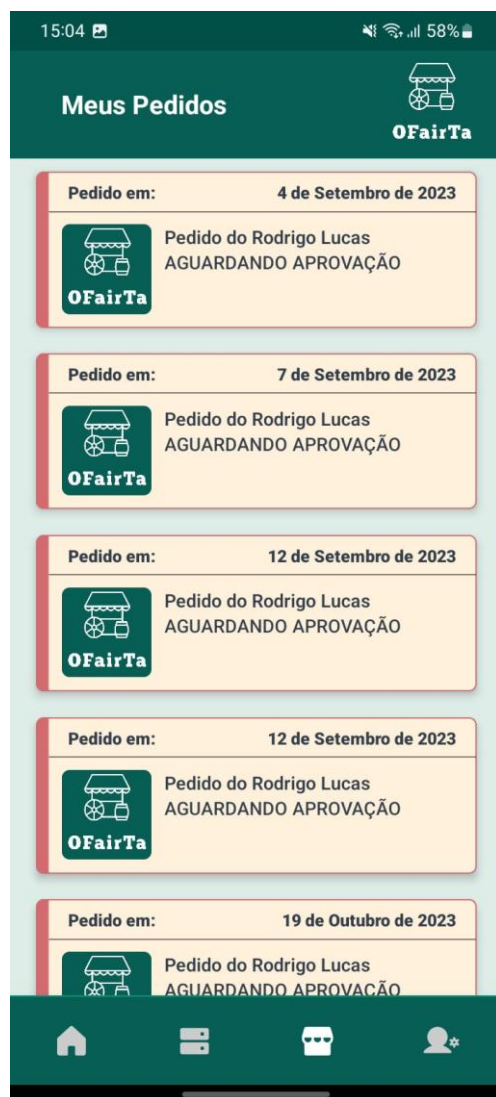 15:04 58%
Meus Pedidos
OFairTa
Pedido em: 4 de Setembro de 2023
Pedido do Rodrigo Lucas
AGUARDANDO APROVAÇÃO
OFairTa
Pedido em: 7 de Setembro de 2023
Pedido do Rodrigo Lucas
AGUARDANDO APROVAÇÃO
OFairTa
Pedido em: 12 de Setembro de 2023
Pedido do Rodrigo Lucas
AGUARDANDO APROVAÇÃO
OFairTa
Pedido em: 12 de Setembro de 2023
Pedido do Rodrigo Lucas
AGUARDANDO APROVAÇÃO
OFairTa
Pedido em: 19 de Outubro de 2023
Pedido do Rodrigo Lucas
AGUARDANDO APROVAÇÃO